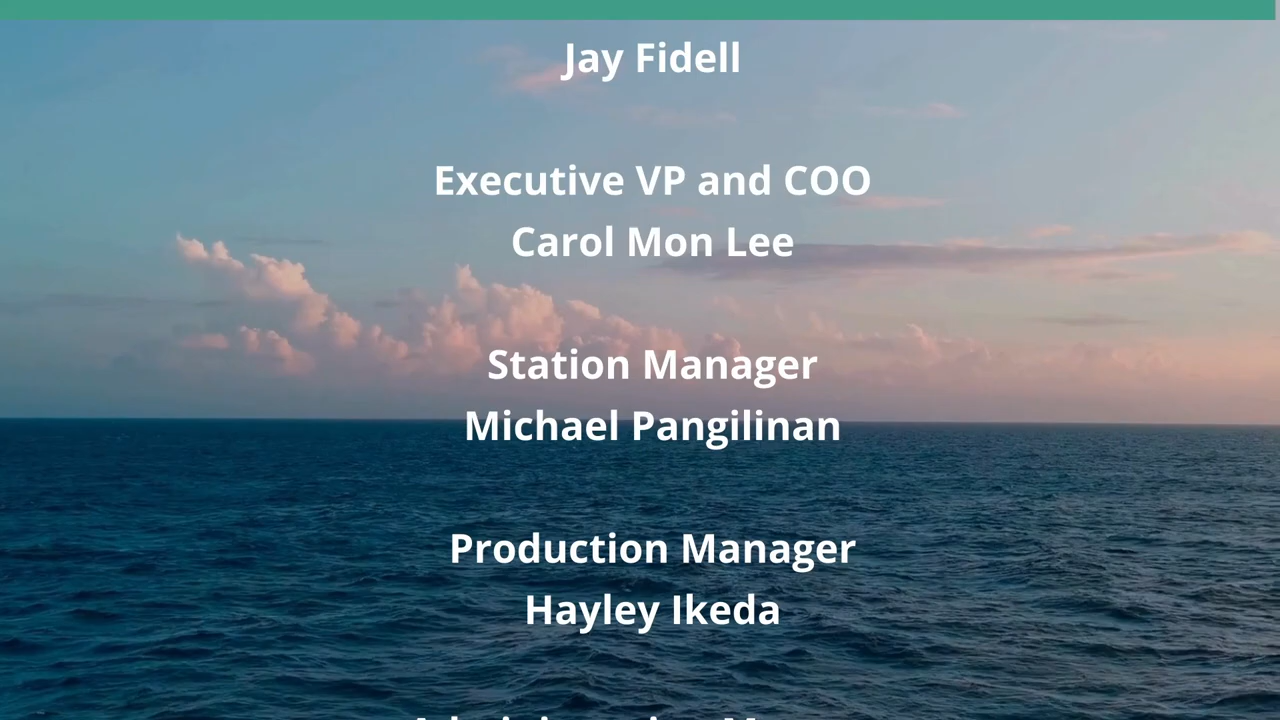 Jay Fidell
Executive VP and COO
Carol Mon Lee
Station Manager
Michael Pangilinan
Production Manager
Hayley Ikeda